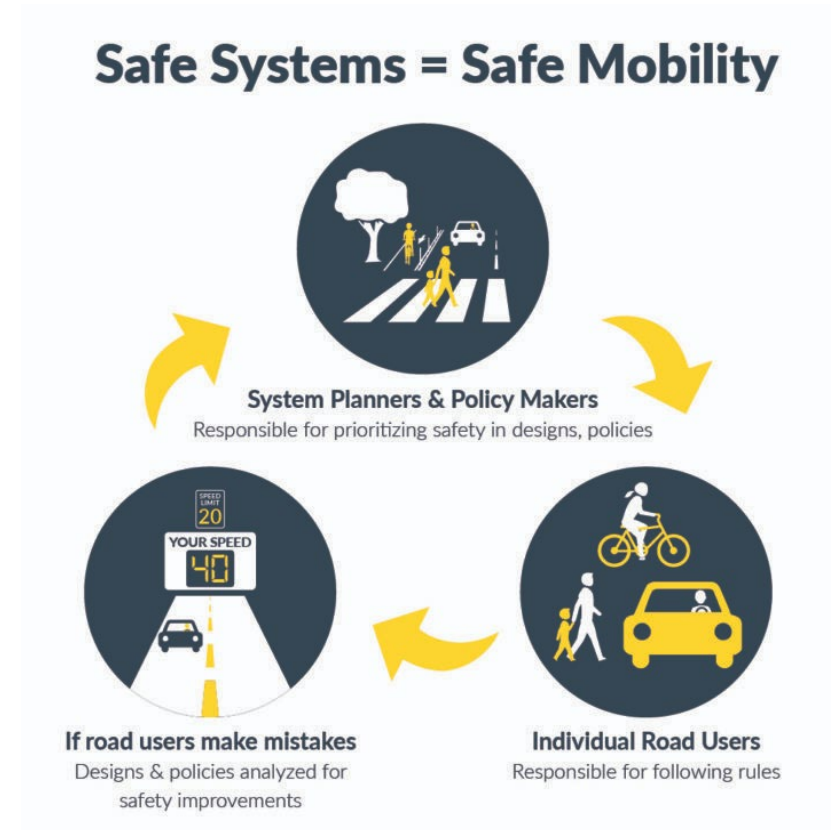 Safe Systems = Safe Mobility
System Planners & Policy Makers
Responsible for prioritizing safety in designs, policies
SPEED
LIMIT
20
YOUR SPEED
40
If road users make mistakes
Designs & policies analyzed for
safety improvements
Individual Road Users
Responsible for following rules